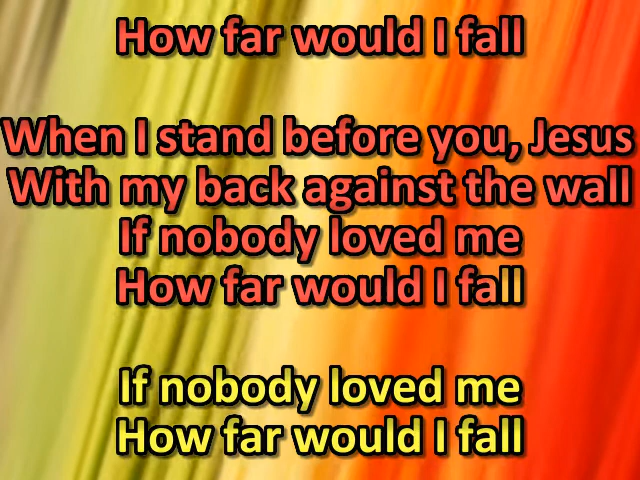 How far would I fall
When I stand before you, Jesus
With my back against the wall
If nobody loved me
How far would I fall
If nobody loved me
How far would I fall